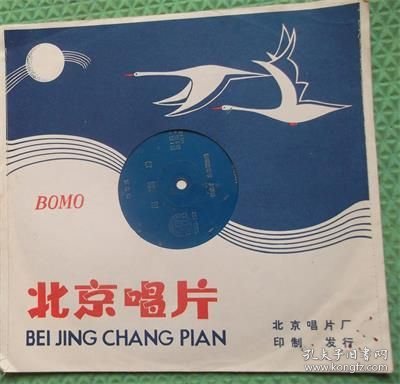 BOMO
北京唱片
BEI JING CHANG PIAN
北京唱片厂
印制·发行
孔夫子旧书网
www.kongfz.com